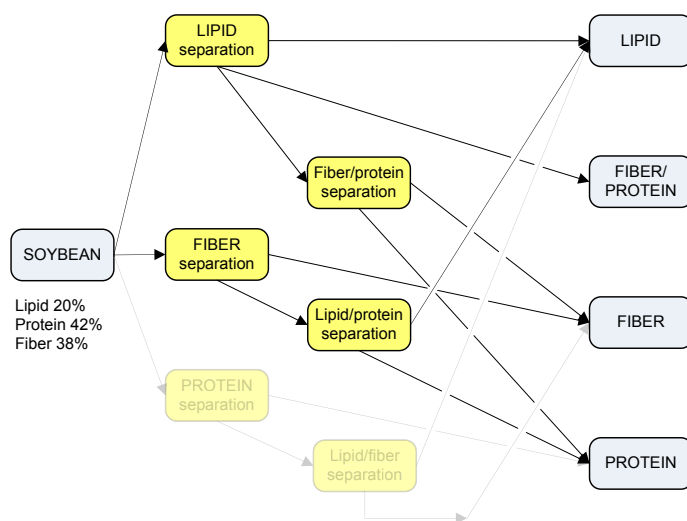 LIPID
separation
LIPID
Fiber/protein
separation
FIBER/
PROTEIN
SOYBEAN
FIBER
separation
Lipid 20%
Protein 42%
Fiber 38%
Lipid/protein
separation
FIBER
PROTEIN
separation
Lipid/fiber
separation
PROTEIN